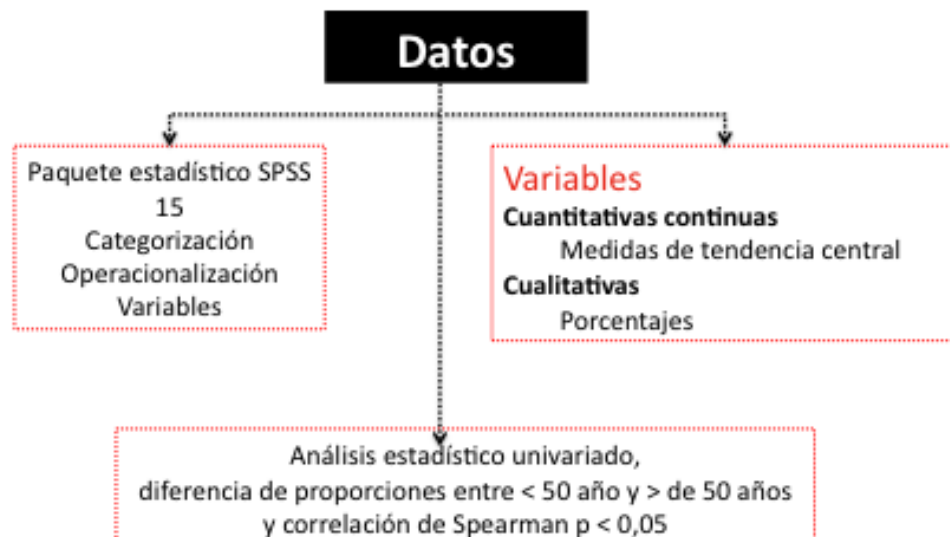 Datos
Paquete estadístico SPSS
15
Categorización
Operacionalización
Variables
Variables
Cuantitativas continuas
Medidas de tendencia central
Cualitativas
Porcentajes
Análisis estadístico univariado,
diferencia de proporciones entre < 50 año y > de 50 años
y correlación de Spearman p < 0,05